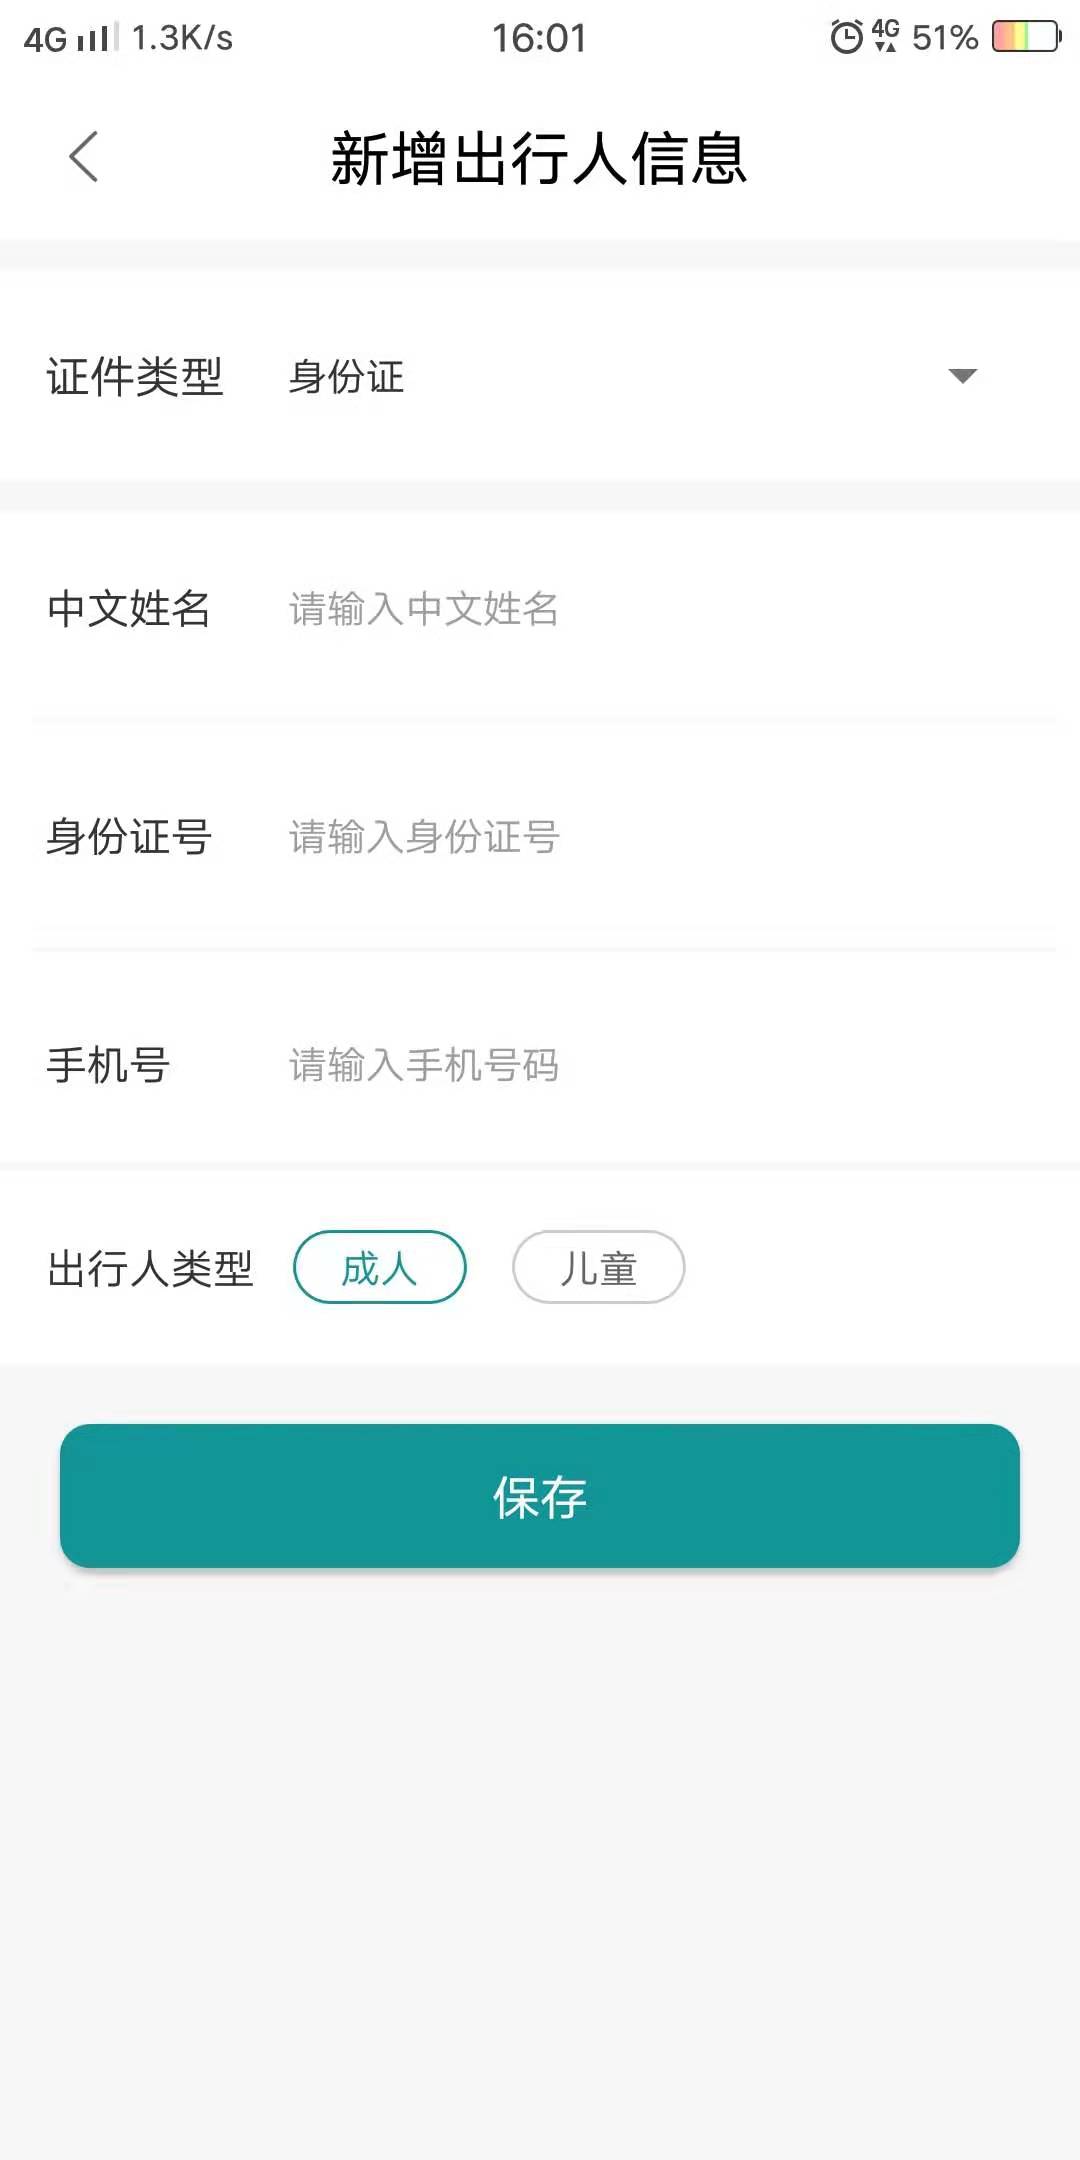 4G 1.3K/s 16:01 4G 51%
新增出行人信息
证件类型 身份证
中文姓名 请输入中文姓名
身份证号 请输入身份证号
手机号 请输入手机号码
出行人类型 成人 儿童
保存